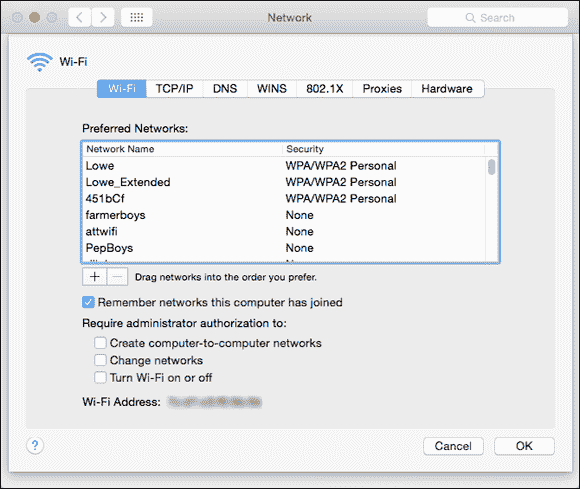 Network
Search
Wi-Fi
Wi-Fi TCP/IP DNS WINS 802.1X Proxies Hardware
Preferred Networks:
Network Name Security
Lowe WPA/WPA2 Personal
Lowe_Extended WPA/WPA2 Personal
451bCf WPA/WPA2 Personal
farmerboys None
attwifi None
PepBoys None
+ − Drag networks into the order you prefer.
Remember networks this computer has joined
Require administrator authorization to:
Create computer-to-computer networks
Change networks
Turn Wi-Fi on or off
Wi-Fi Address:
? Cancel OK